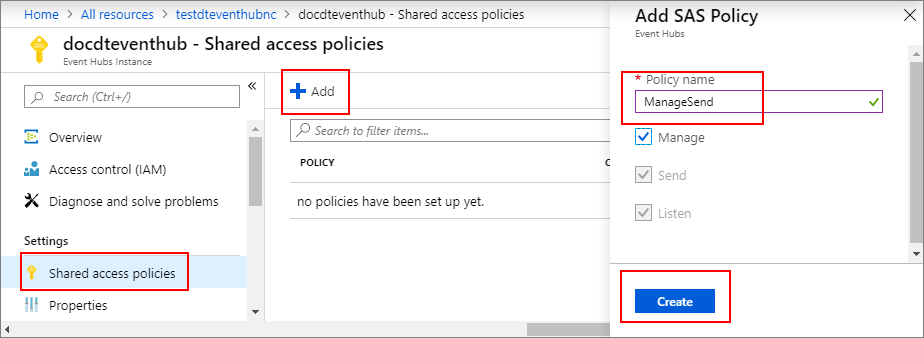 Home > All resources > testdteventhubnc > docdteventhub - Shared access policies
docdteventhub - Shared access policies
Event Hubs Instance
Search (Ctrl+/)
«
Overview
Access control (IAM)
Diagnose and solve problems
Settings
Shared access policies
Properties
Add
Search to filter items...
POLICY
no policies have been set up yet.
Add SAS Policy
Event Hubs
* Policy name
ManageSend
Manage
Send
Listen
Create